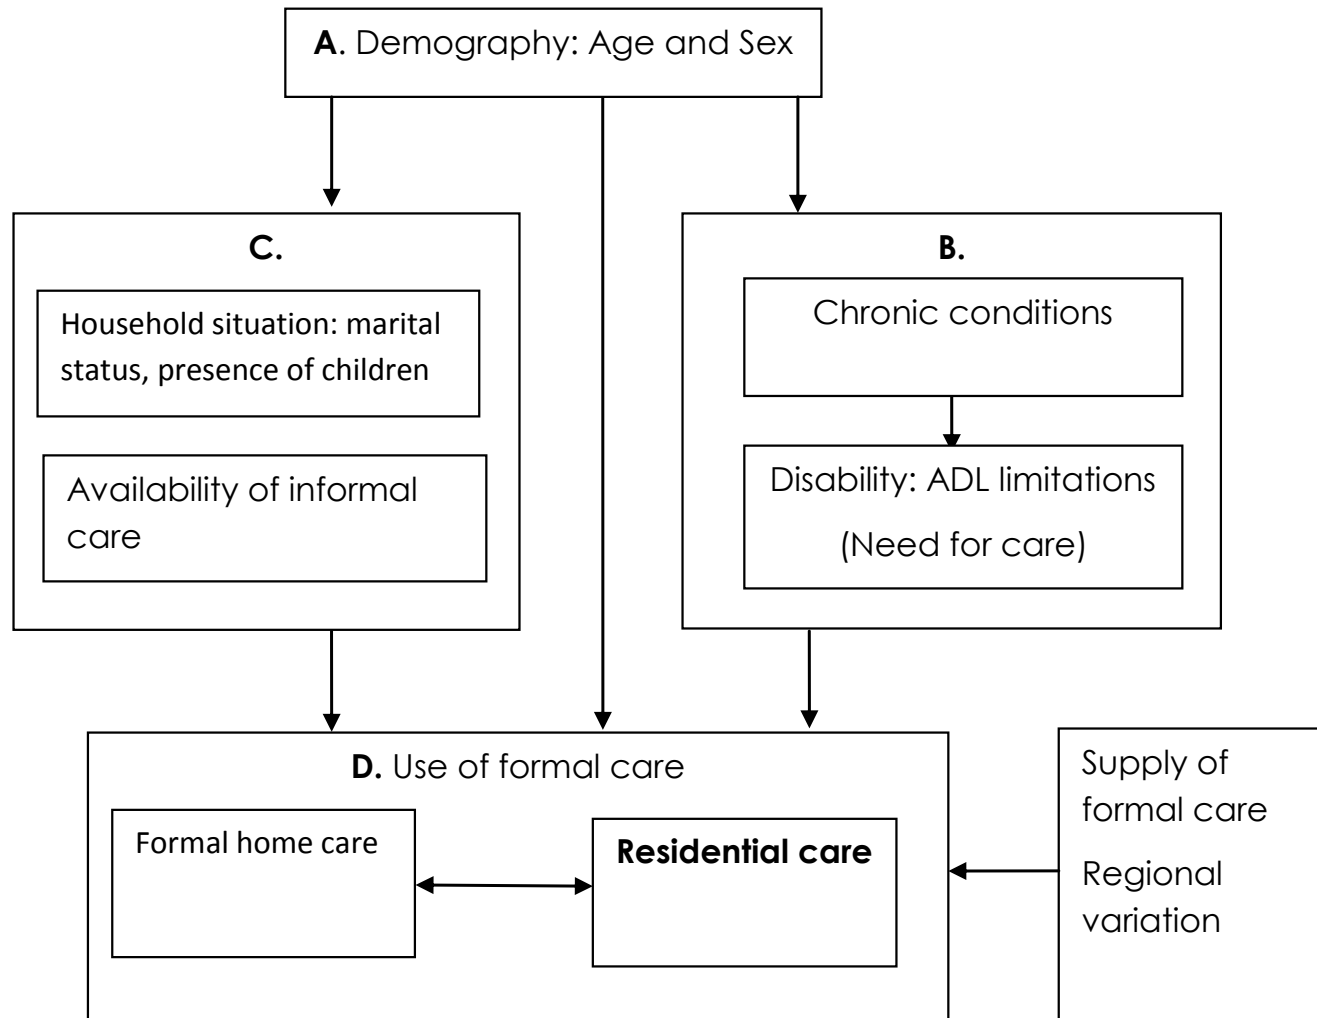 A. Demography: Age and Sex
C.
Household situation: marital
status, presence of children
Availability of informal
care
B.
Chronic conditions
Disability: ADL limitations
(Need for care)
D. Use of formal care
Formal home care
Residential care
Supply of
formal care
Regional
variation